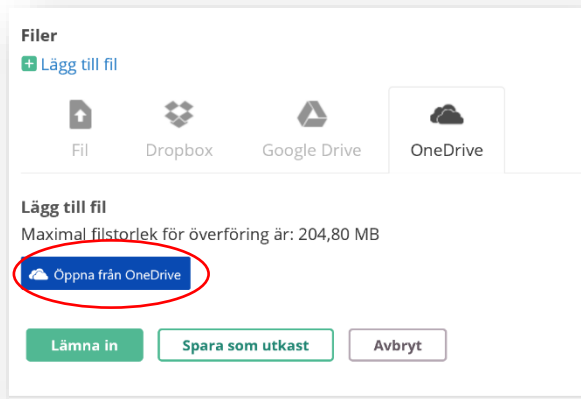 Filer
Lägg till fil
Fil Dropbox Google Drive OneDrive
Lägg till fil
Maximal filstorlek för överföring är: 204,80 MB
Öppna från OneDrive
Lämna in Spara som utkast Avbryt